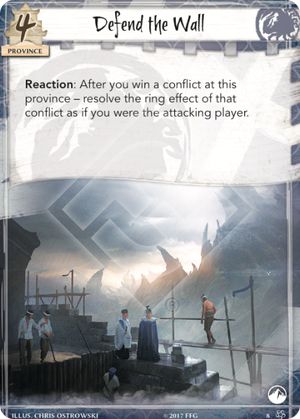 4
Defend the Wall
PROVINCE
Reaction: After you win a conflict at this
province – resolve the ring effect of that
conflict as if you were the attacking player.
ILLUS. CHRIS OSTROWSKI
© 2017 FFG
8